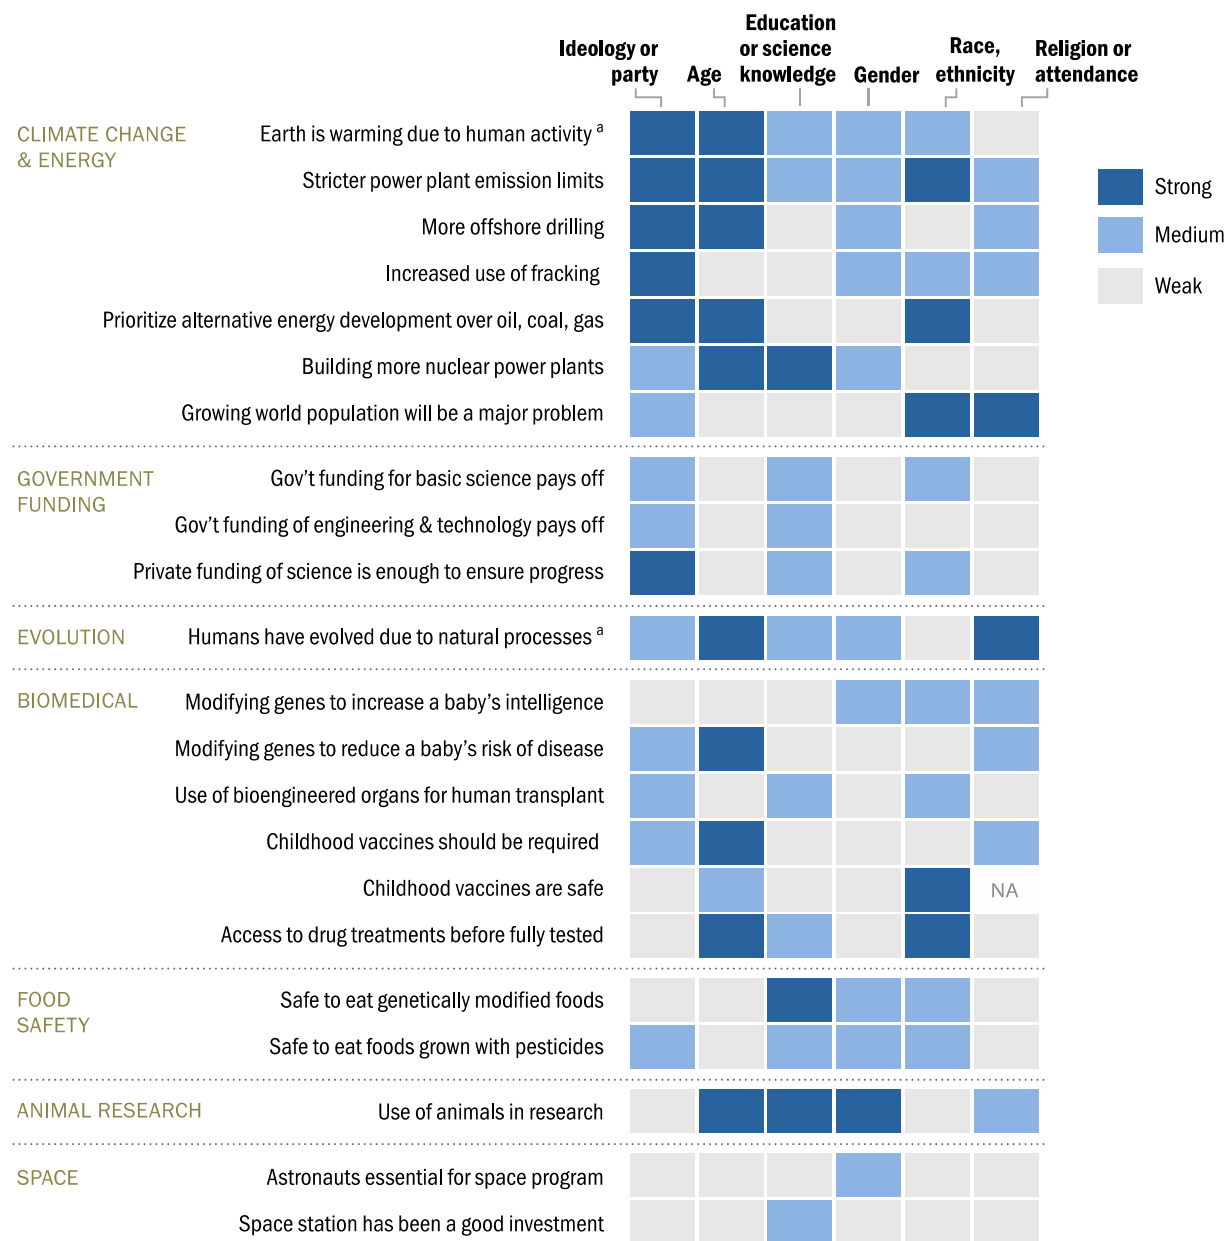 Ideology or
party
Age
Education
or science
knowledge
Gender
Race,
ethnicity
Religion or
attendance
CLIMATE CHANGE
& ENERGY
Earth is warming due to human activity a
Stricter power plant emission limits
More offshore drilling
Increased use of fracking
Prioritize alternative energy development over oil, coal, gas
Building more nuclear power plants
Growing world population will be a major problem
Strong
Medium
Weak
GOVERNMENT
FUNDING
Gov’t funding for basic science pays off
Gov’t funding of engineering & technology pays off
Private funding of science is enough to ensure progress
EVOLUTION
Humans have evolved due to natural processes a
BIOMEDICAL
Modifying genes to increase a baby’s intelligence
Modifying genes to reduce a baby’s risk of disease
Use of bioengineered organs for human transplant
Childhood vaccines should be required
Childhood vaccines are safe
NA
Access to drug treatments before fully tested
FOOD
SAFETY
Safe to eat genetically modified foods
Safe to eat foods grown with pesticides
ANIMAL RESEARCH
Use of animals in research
SPACE
Astronauts essential for space program
Space station has been a good investment